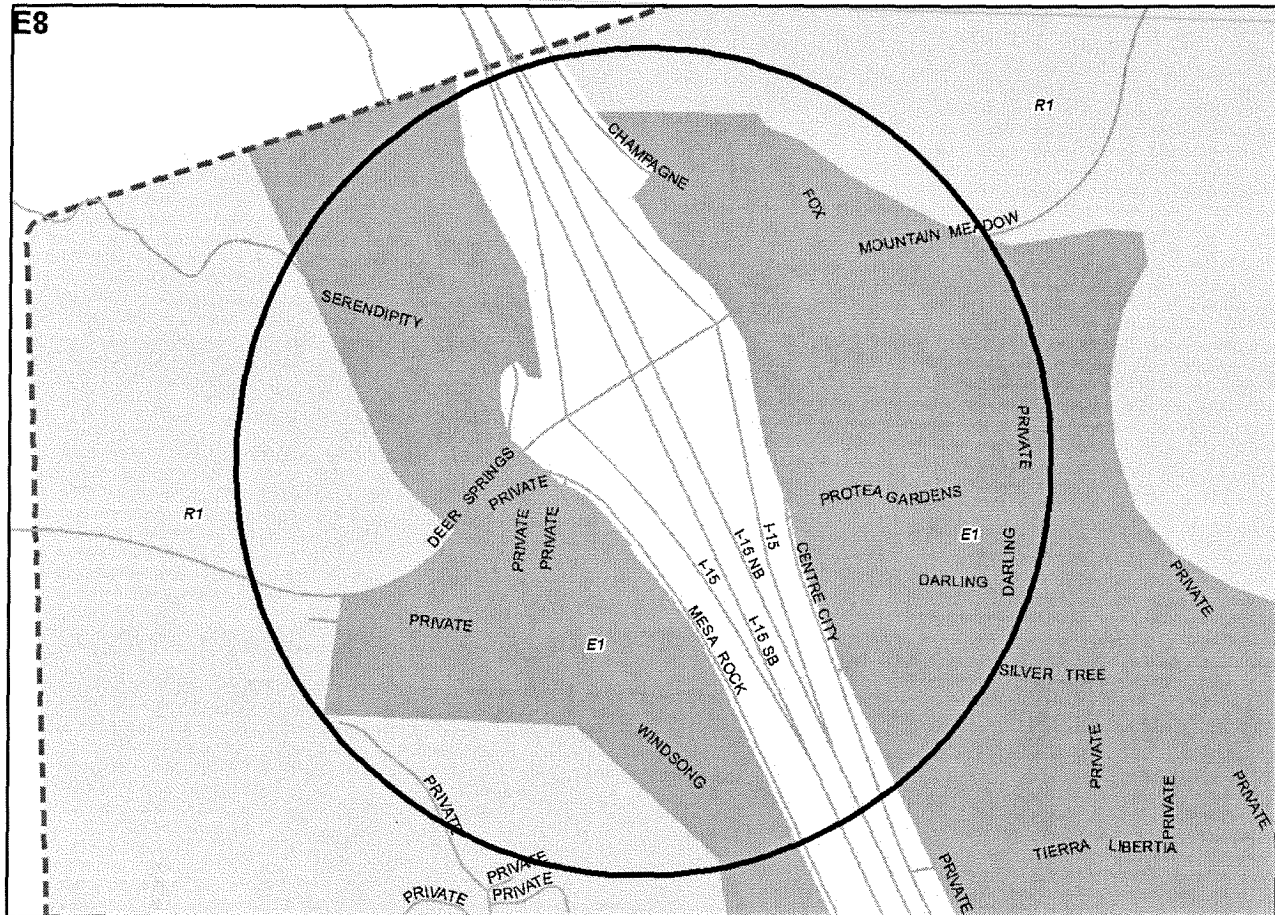 E8
R1
CHAMPAGNE
FOX
MOUNTAIN MEADOW
SERENDIPITY
PRIVATE
DEER SPRINGS
PRIVATE
PRIVATE
PRIVATE
PROTEA GARDENS
R1
I-15
I-15 NB
E1
CENTRE CITY
DARLING
DARLING
I-15
PRIVATE
PRIVATE
MESA ROCK
I-15 SB
E1
SILVER TREE
WINDSONG
PRIVATE
PRIVATE
PRIVATE
PRIVATE
TIERRA LIBERTIA
PRIVATE
PRIVATE
PRIVATE
PRIVATE
PRIVATE